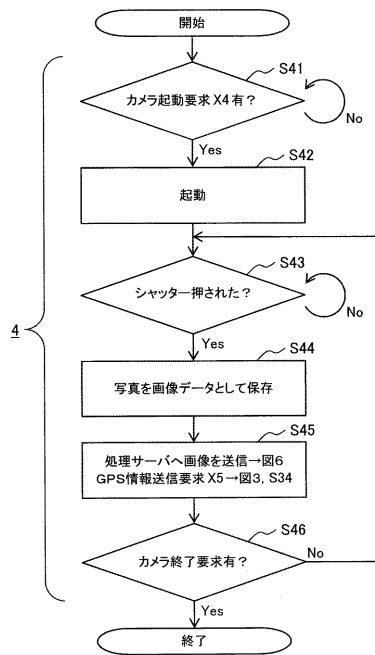 開始
S41
カメラ起動要求X4有？
No
Yes
S42
起動
S43
シャッター押された？
No
Yes
4
S44
写真を画像データとして保存
S45
処理サーバへ画像を送信→図6
GPS情報送信要求X5→図3, S34
S46
カメラ終了要求有？
No
Yes
終了